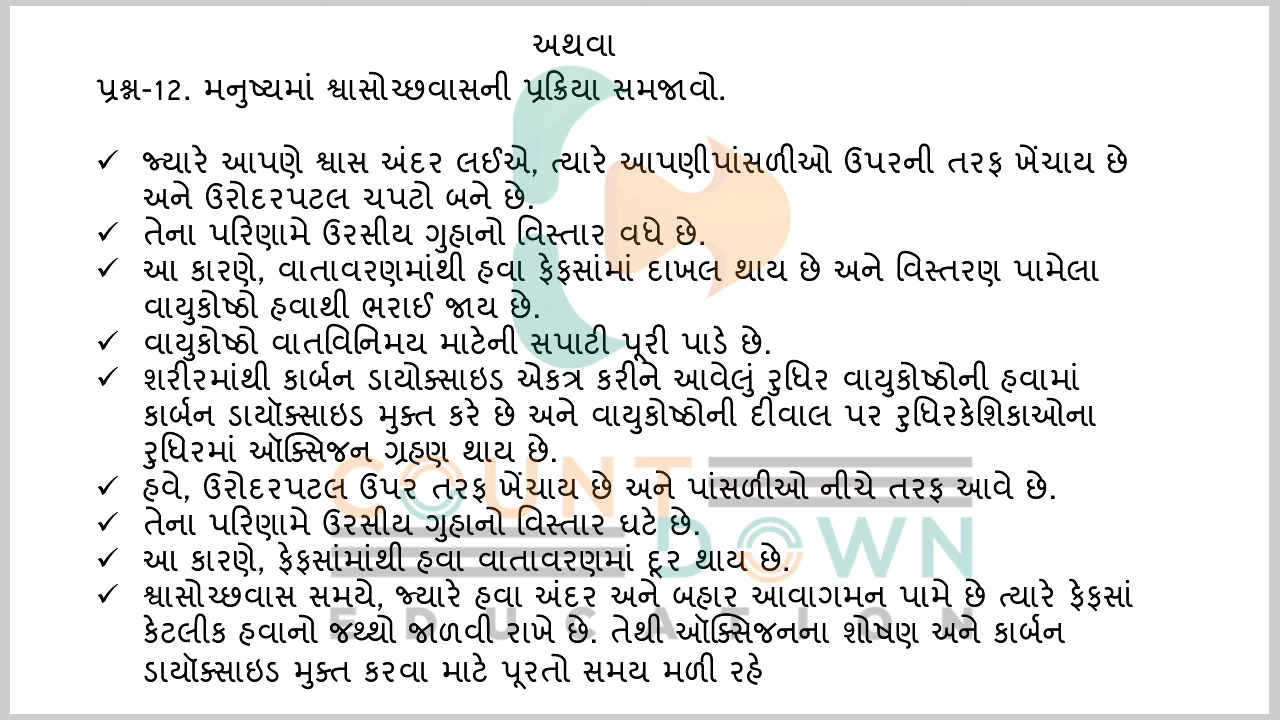 અથવા
પ્રશ્ન-12. મનુષ્યમાં શ્વાસોચ્છવાસની પ્રક્રિયા સમજાવો.
✓ જ્યારે આપણે શ્વાસ અંદર લઈએ, ત્યારે આપણીપાંસળીઓ ઉપરની તરફ ખેંચાય છે
અને ઉરોદરપટલ ચપટો બને છે.
✓ તેના પરિણામે ઉરસીય ગુહાનો વિસ્તાર વધે છે.
✓ આ કારણે, વાતાવરણમાંથી હવા ફેફસાંમાં દાખલ થાય છે અને વિસ્તરણ પામેલા
વાયુકોષ્ઠો હવાથી ભરાઈ જાય છે.
✓ વાયુકોષ્ઠો વાતવિનિમય માટેની સપાટી પૂરી પાડે છે.
✓ શરીરમાંથી કાર્બન ડાયોક્સાઇડ એકત્ર કરીને આવેલું રુધિર વાયુકોષ્ઠોની હવામાં
કાર્બન ડાયૉક્સાઇડ મુક્ત કરે છે અને વાયુકોષ્ઠોની દીવાલ પર રુધિરકેશિકાઓના
રુધિરમાં ઑક્સિજન ગ્રહણ થાય છે.
✓ હવે, ઉરોદરપટલ ઉપર તરફ ખેંચાય છે અને પાંસળીઓ નીચે તરફ આવે છે.
✓ તેના પરિણામે ઉરસીય ગુહાનો વિસ્તાર ઘટે છે.
✓ આ કારણે, ફેફસાંમાંથી હવા વાતાવરણમાં દૂર થાય છે.
✓ શ્વાસોચ્છવાસ સમયે, જ્યારે હવા અંદર અને બહાર આવાગમન પામે છે ત્યારે ફેફસાં
કેટલીક હવાનો જથ્થો જાળવી રાખે છે. તેથી ઑક્સિજનના શોષણ અને કાર્બન
ડાયૉક્સાઇડ મુક્ત કરવા માટે પૂરતો સમય મળી રહે
COUNT
DOWN
EDUCATION